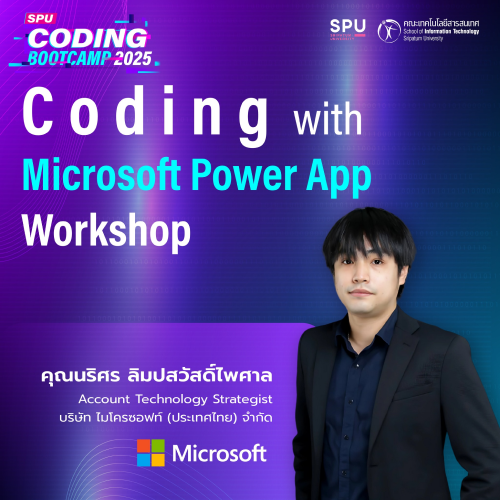 SPU
CODING
BOOTCAMP 2025
SPU
SRIPATUM
UNIVERSITY
คณะเทคโนโลยีสารสนเทศ
School of Information Technology
Sripatum University
Coding with
Microsoft Power App
Workshop
คุณนริศร ลิมปสวัสดิ์ไพศาล
Account Technology Strategist
บริษัท ไมโครซอฟท์ (ประเทศไทย) จำกัด
Microsoft